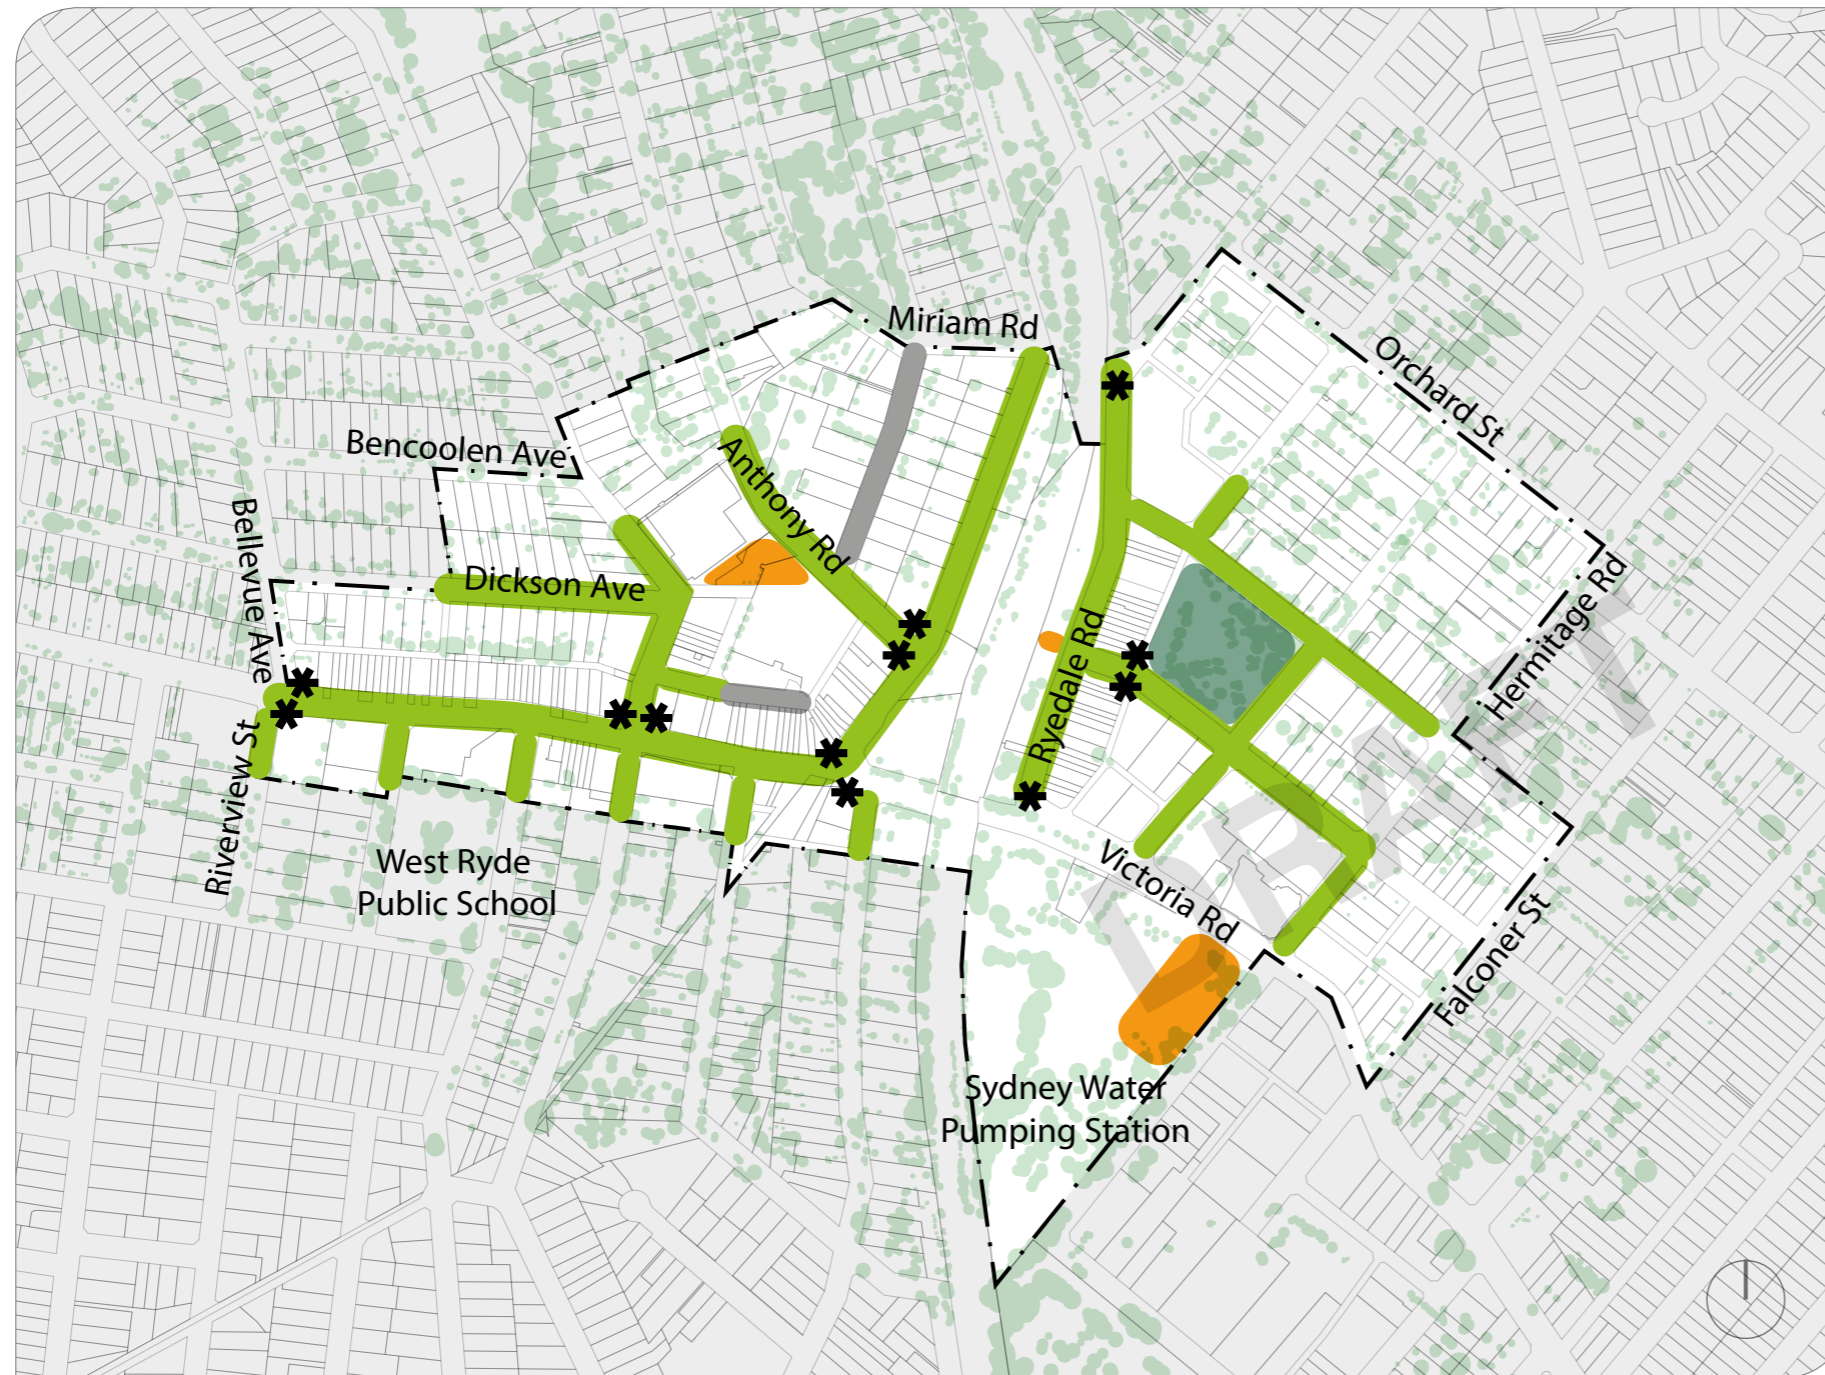 Miriam Rd
Orchard St
Bencoolen Ave
Anthony Rd
Bellevue Ave
Dickson Ave
Hermitage Rd
Ryedale Rd
Riverview St
West Ryde
Public School
Victoria Rd
Falconer St
Sydney Water
Pumping Station
DRAFT